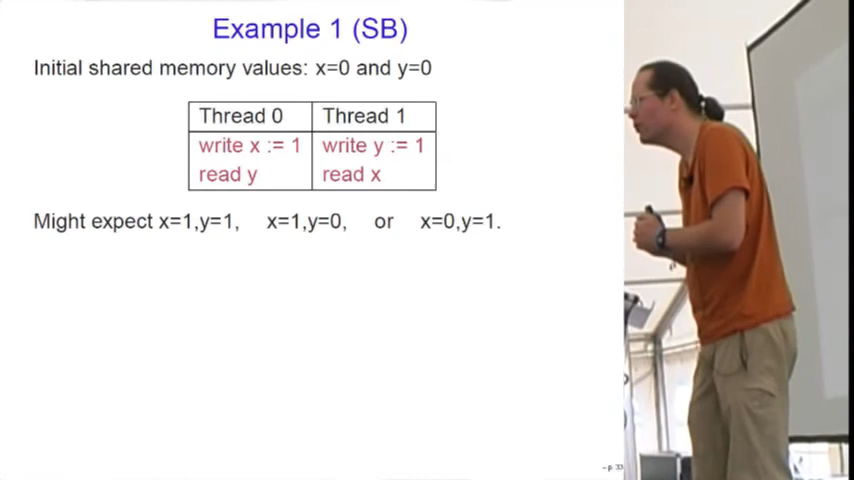 Example 1 (SB)
Initial shared memory values: x=0 and y=0
Thread 0 Thread 1
write x := 1 write y := 1
read y read x
Might expect x=1,y=1, x=1,y=0, or x=0,y=1.
– p. 33